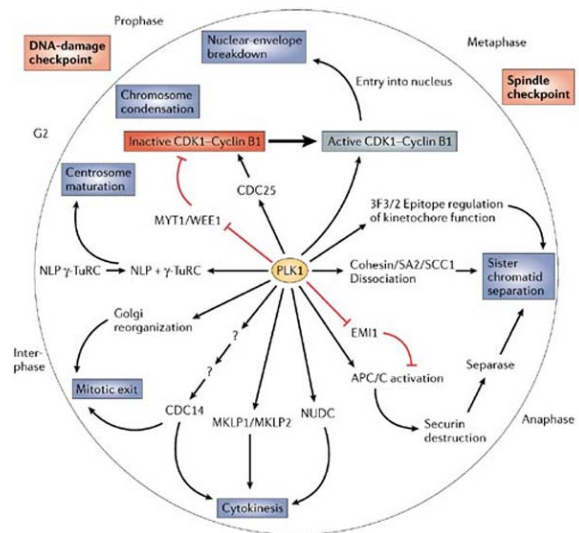 Prophase
DNA-damage
checkpoint
Nuclear-envelope
breakdown
Metaphase
Entry into nucleus
Spindle
checkpoint
Chromosome
condensation
G2
Inactive CDK1–Cyclin B1
Active CDK1–Cyclin B1
Centrosome
maturation
CDC25
MYT1/WEE1
3F3/2 Epitope regulation
of kinetochore function
NLP γ-TuRC
NLP + γ-TuRC
PLK1
Cohesin/SA2/SCC1
Dissociation
Sister
chromatid
separation
Golgi
reorganization
?
EMI1
Inter-
phase
?
Separase
APC/C activation
Mitotic exit
CDC14
MKLP1/MKLP2
NUDC
Securin
destruction
Anaphase
Cytokinesis